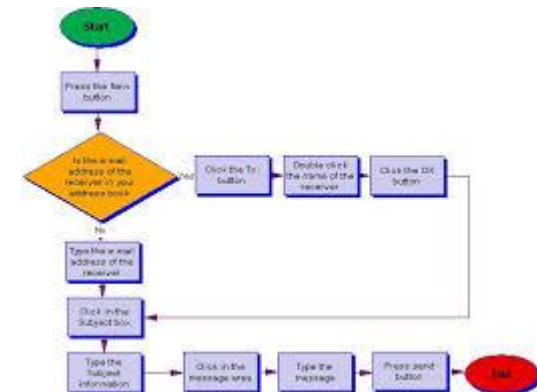 Start
Press the New
button
Is the e-mail
address of the
receiver in your
address book
Yes
Click the To:
button
Double click
the name of the
receiver
Click the OK
button
No
Type the e-mail
address of the
receiver
Click in the
Subject box
Type the
Subject
information
Click in the
message area
Type the
message
Press send
button